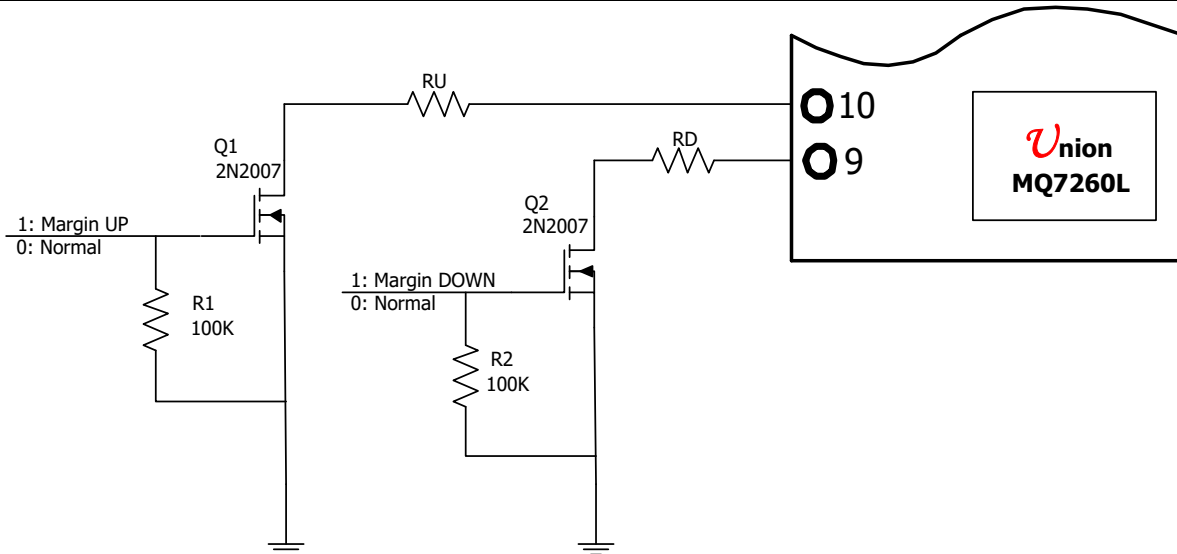 RU
10
RD
9
Union
MQ7260L
Q1
2N2007
Q2
2N2007
1: Margin UP
0: Normal
1: Margin DOWN
0: Normal
R1
100K
R2
100K